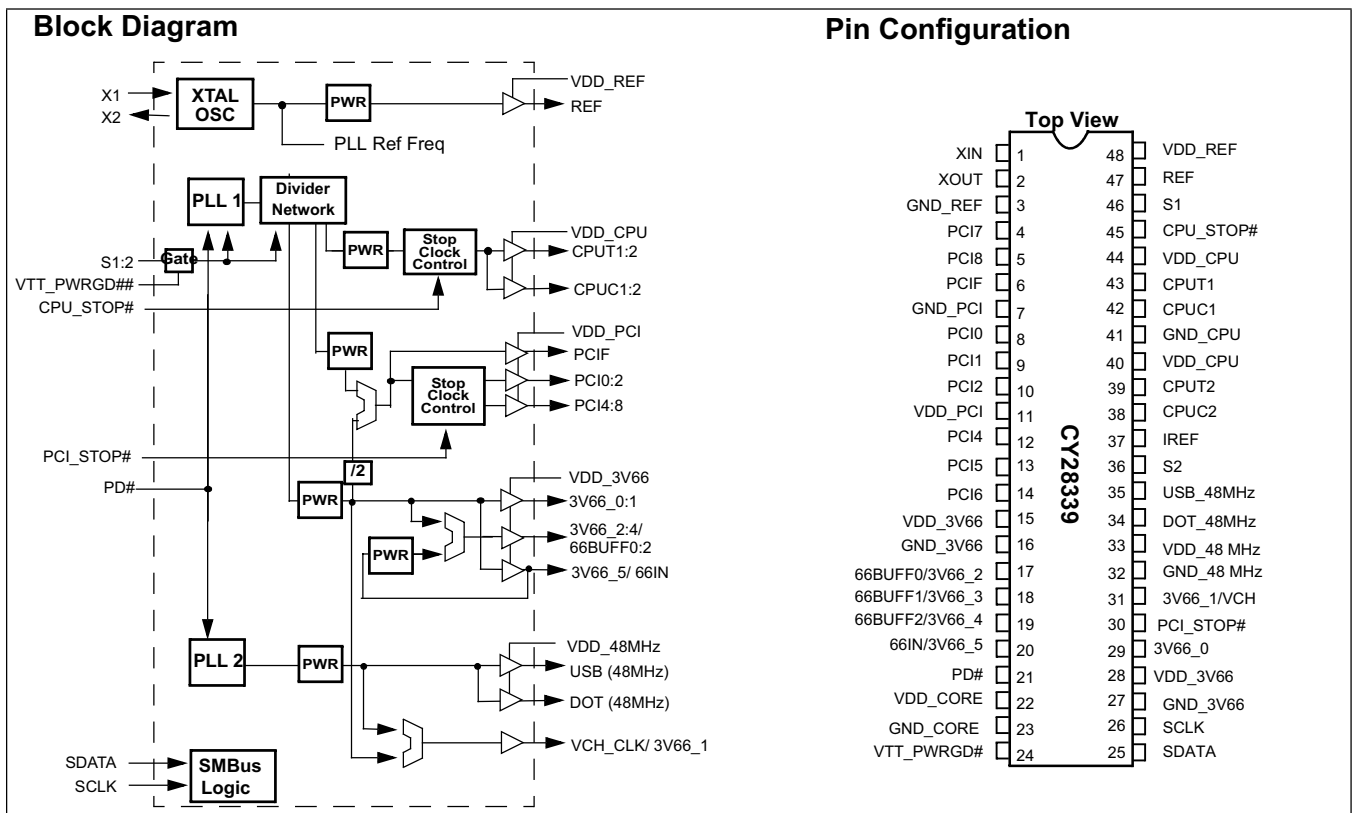 Block Diagram
X1
X2
XTAL
OSC
PWR
VDD_REF
REF
PLL Ref Freq
PLL 1
Divider
Network
S1:2
Gate
VTT_PWRGD##
CPU_STOP#
PWR
Stop
Clock
Control
VDD_CPU
CPUT1:2
CPUC1:2
PWR
Stop
Clock
Control
VDD_PCI
PCIF
PCI0:2
PCI4:8
PCI_STOP#
/2
PD#
PWR
VDD_3V66
3V66_0:1
3V66_2:4/
66BUFF0:2
PWR
3V66_5/ 66IN
PLL 2
PWR
VDD_48MHz
USB (48MHz)
DOT (48MHz)
VCH_CLK/ 3V66_1
SDATA
SCLK
SMBus
Logic
Pin Configuration
Top View
CY28339
XIN 1
XOUT 2
GND_REF 3
PCI7 4
PCI8 5
PCIF 6
GND_PCI 7
PCI0 8
PCI1 9
PCI2 10
VDD_PCI 11
PCI4 12
PCI5 13
PCI6 14
VDD_3V66 15
GND_3V66 16
66BUFF0/3V66_2 17
66BUFF1/3V66_3 18
66BUFF2/3V66_4 19
66IN/3V66_5 20
PD# 21
VDD_CORE 22
GND_CORE 23
VTT_PWRGD# 24
48 VDD_REF
47 REF
46 S1
45 CPU_STOP#
44 VDD_CPU
43 CPUT1
42 CPUC1
41 GND_CPU
40 VDD_CPU
39 CPUT2
38 CPUC2
37 IREF
36 S2
35 USB_48MHz
34 DOT_48MHz
33 VDD_48 MHz
32 GND_48 MHz
31 3V66_1/VCH
30 PCI_STOP#
29 3V66_0
28 VDD_3V66
27 GND_3V66
26 SCLK
25 SDATA